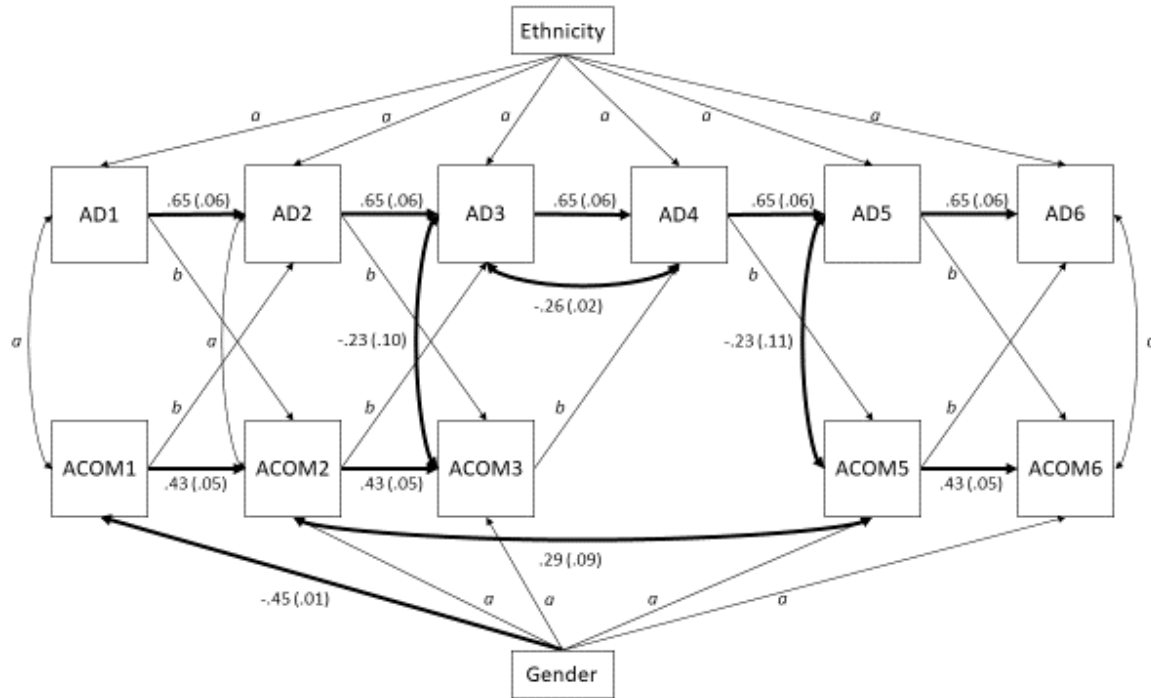 Ethnicity
a
a
a
a
a
a
AD1
.65 (.06)
AD2
.65 (.06)
AD3
.65 (.06)
AD4
.65 (.06)
AD5
.65 (.06)
AD6
b
b
b
b
-.26 (.02)
a
a
-.23 (.10)
-.23 (.11)
b
b
b
b
ACOM1
.43 (.05)
ACOM2
.43 (.05)
ACOM3
ACOM5
.43 (.05)
ACOM6
.29 (.09)
-.45 (.01)
a
a
a
a
Gender